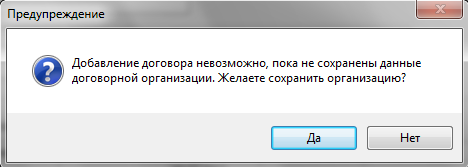 Предупреждение
Добавление договора невозможно, пока не сохранены данные
договорной организации. Желаете сохранить организацию?
Да
Нет